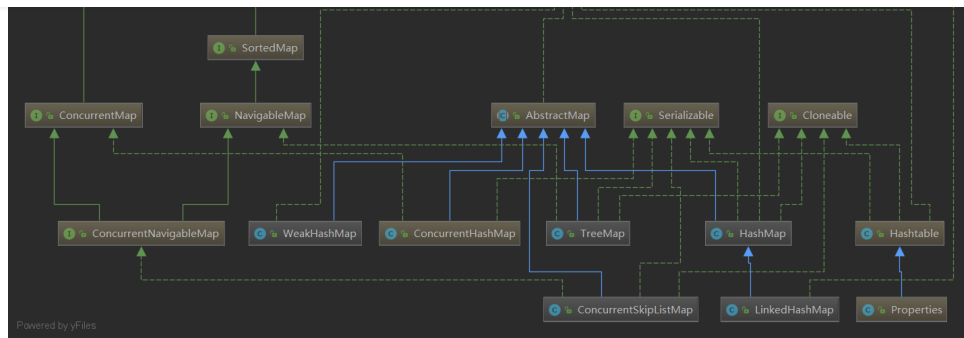 I SortedMap
I ConcurrentMap
I NavigableMap
C AbstractMap
I Serializable
I Cloneable
I ConcurrentNavigableMap
C WeakHashMap
C ConcurrentHashMap
C TreeMap
C HashMap
C Hashtable
C ConcurrentSkipListMap
C LinkedHashMap
C Properties
Powered by yFiles